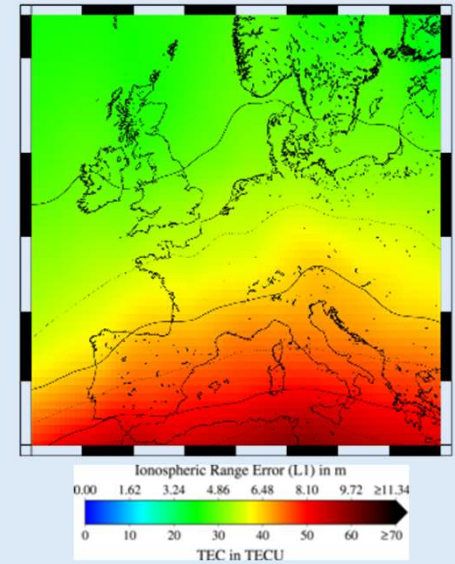 Ionospheric Range Error (L1) in m
0.00 1.62 3.24 4.86 6.48 8.10 9.72 ≥11.34
0 10 20 30 40 50 60 ≥70
TEC in TECU